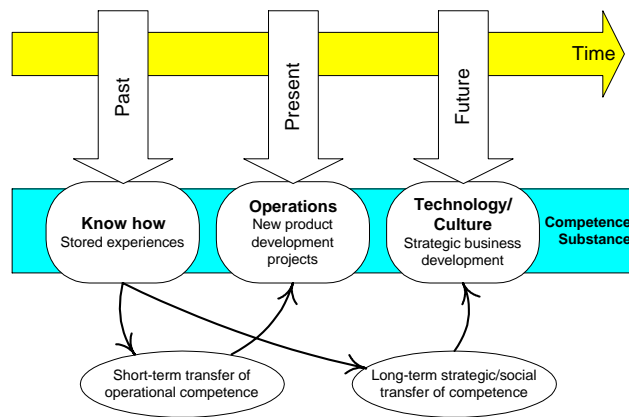 Time
Past
Present
Future
Know how
Stored experiences
Operations
New product
development
projects
Technology/
Culture
Strategic business
development
Competence
Substance
Short-term transfer of
operational competence
Long-term strategic/social
transfer of competence